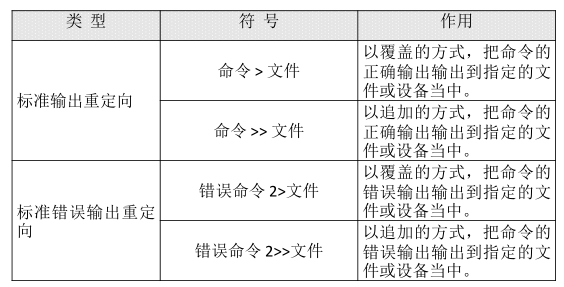 类 型
符 号
作用
标准输出重定向
命令 > 文件
以覆盖的方式，把命令的
正确输出输出到指定的文
件或设备当中。
命令 >> 文件
以追加的方式，把命令的
正确输出输出到指定的文
件或设备当中。
标准错误输出重定
向
错误命令 2>文件
以覆盖的方式，把命令的
错误输出输出到指定的文
件或设备当中。
错误命令 2>>文件
以追加的方式，把命令的
错误输出输出到指定的文
件或设备当中。